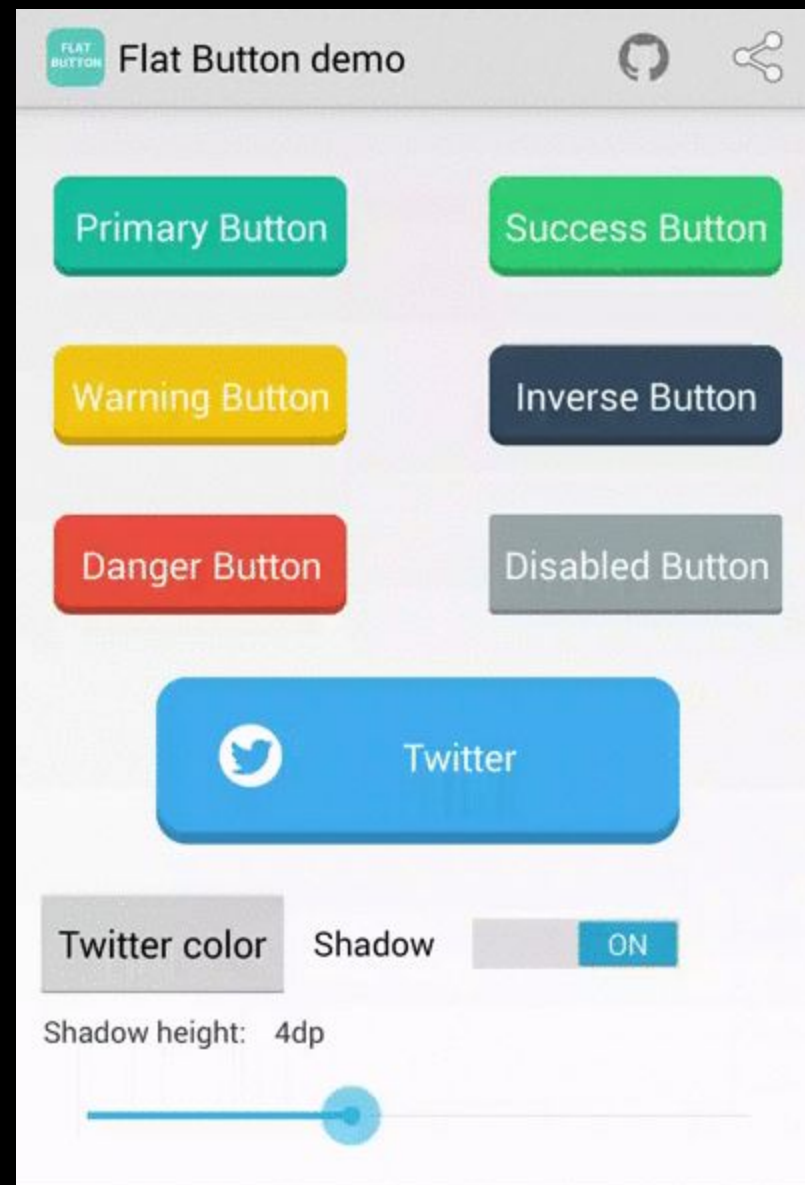 FLAT
BUTTON
Flat Button demo
Primary Button
Success Button
Warning Button
Inverse Button
Danger Button
Disabled Button
Twitter
Twitter color
Shadow
ON
Shadow height: 4dp